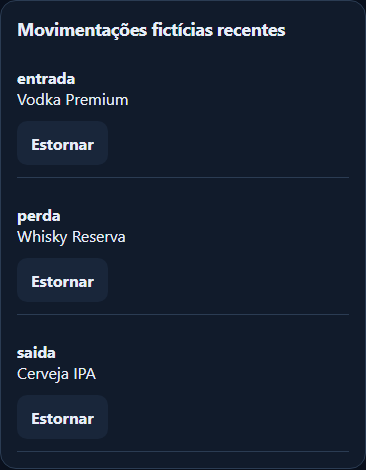 Movimentações fictícias recentes
entrada
Vodka Premium
Estornar
perda
Whisky Reserva
Estornar
saida
Cerveja IPA
Estornar